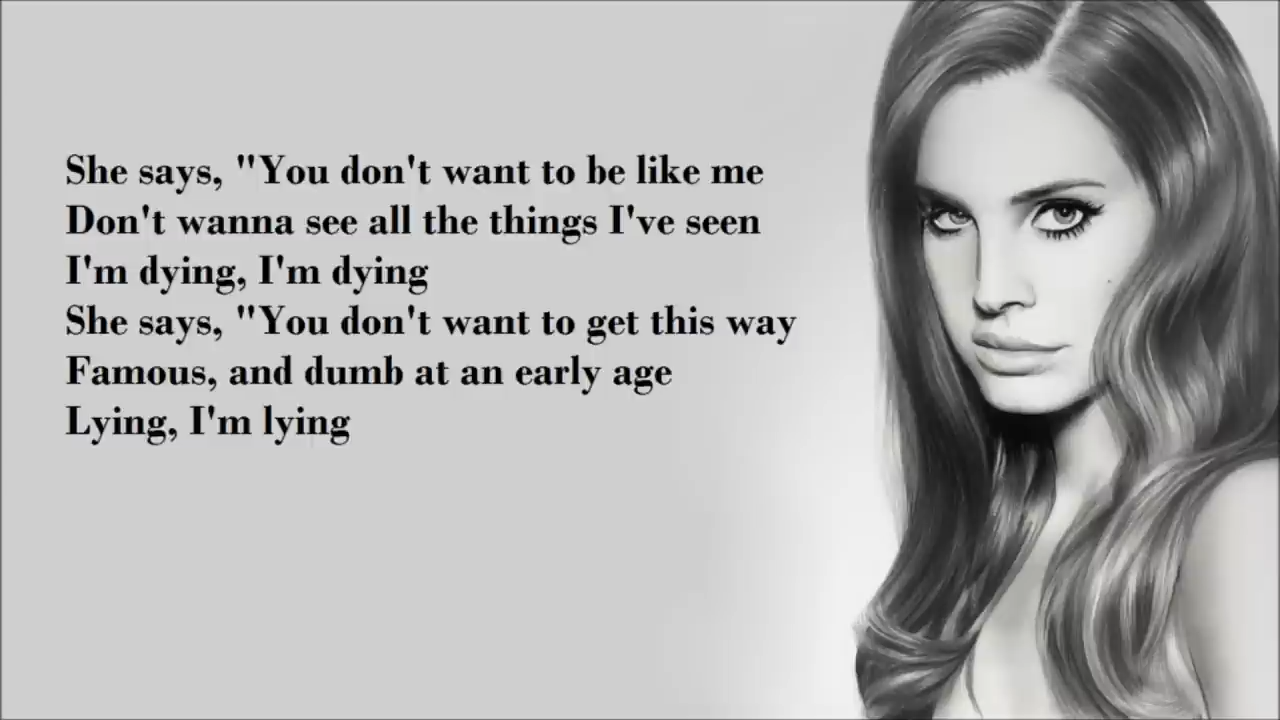 She says, "You don't want to be like me
Don't wanna see all the things I've seen
I'm dying, I'm dying
She says, "You don't want to get this way
Famous, and dumb at an early age
Lying, I'm lying